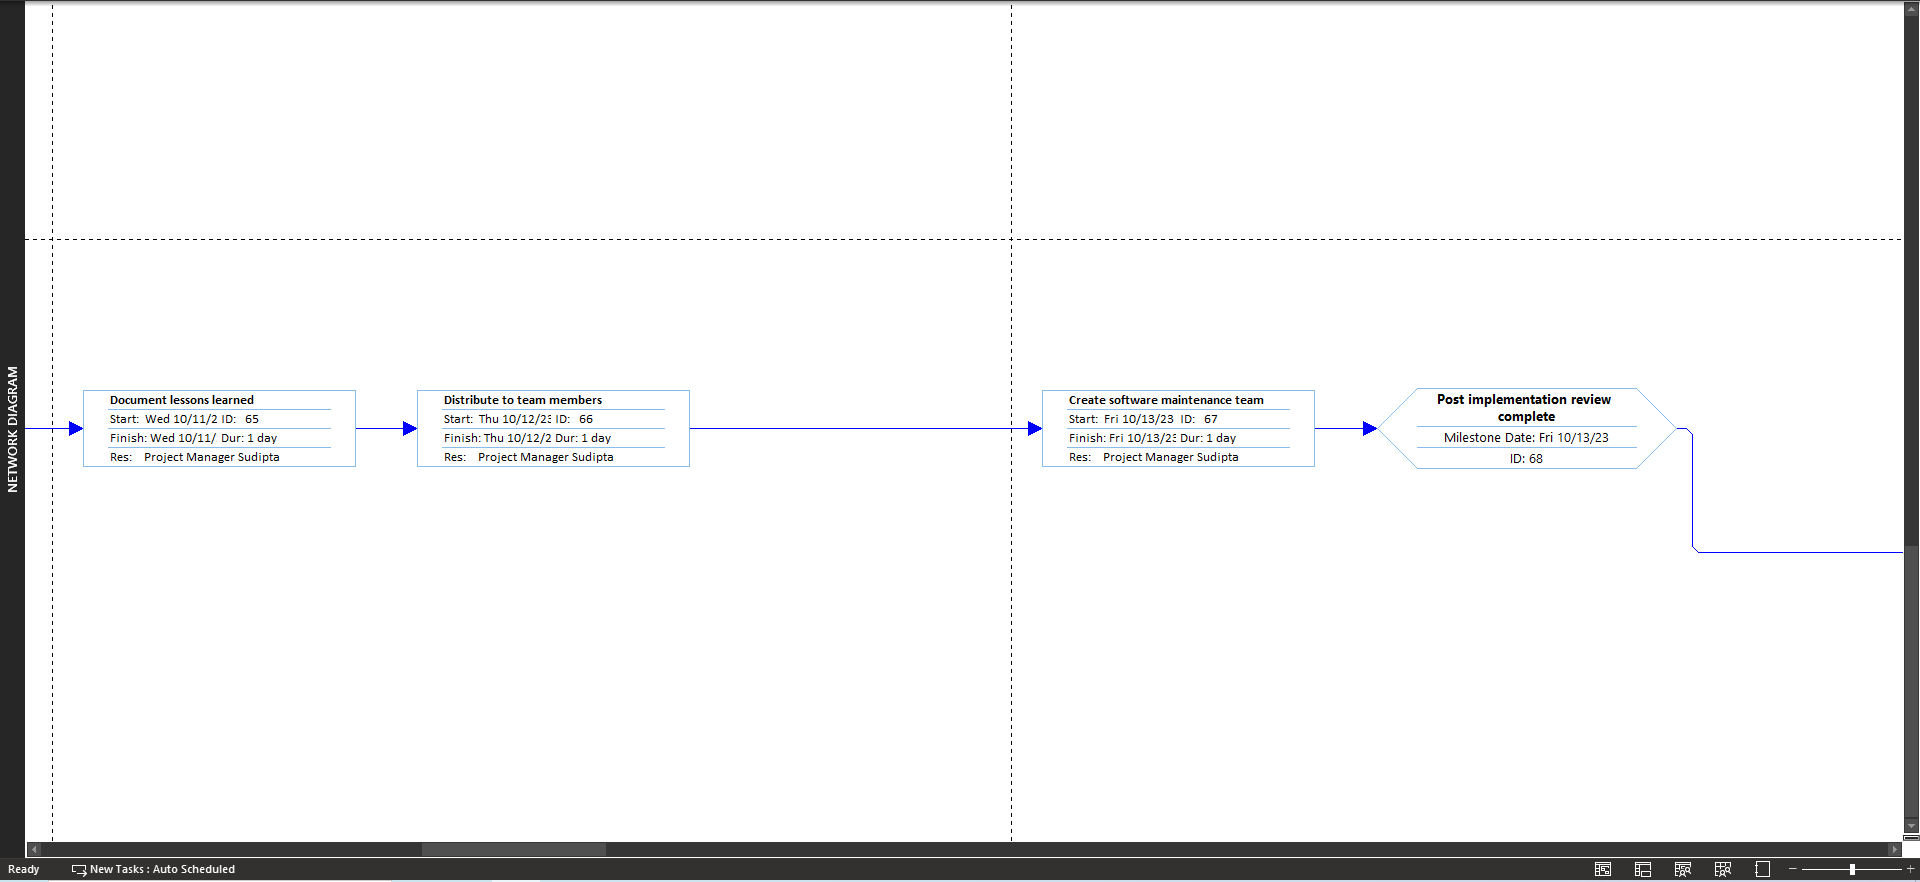 NETWORK DIAGRAM
Document lessons learned
Start: Wed 10/11/2 ID: 65
Finish: Wed 10/11/ Dur: 1 day
Res: Project Manager Sudipta
Distribute to team members
Start: Thu 10/12/23 ID: 66
Finish: Thu 10/12/2 Dur: 1 day
Res: Project Manager Sudipta
Create software maintenance team
Start: Fri 10/13/23 ID: 67
Finish: Fri 10/13/23 Dur: 1 day
Res: Project Manager Sudipta
Post implementation review
complete
Milestone Date: Fri 10/13/23
ID: 68
Ready
New Tasks : Auto Scheduled